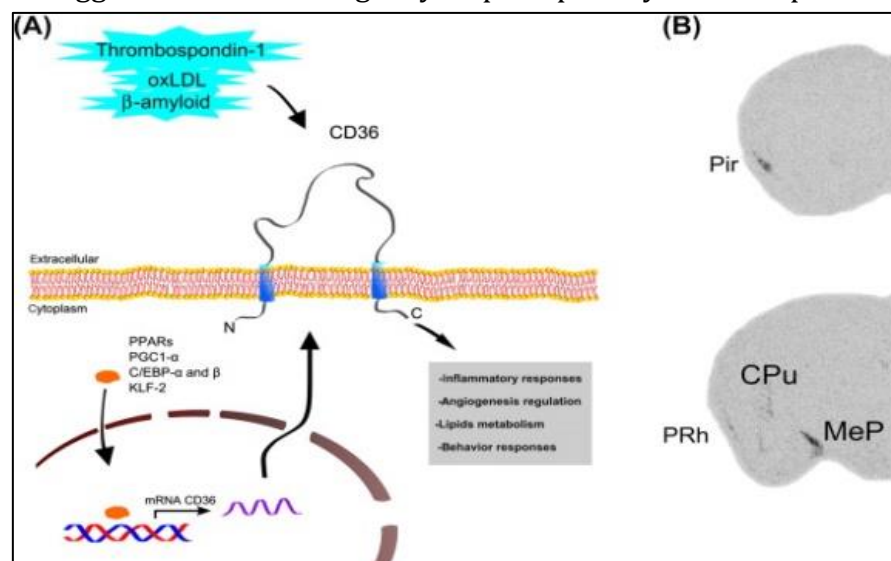 (A)
Thrombospondin-1
oxLDL
β-amyloid
CD36
Extracellular
Cytoplasm
N
C
PPARs
PGC1-α
C/EBP-α and β
KLF-2
mRNA CD36
-Inflammatory responses
-Angiogenesis regulation
-Lipids metabolism
-Behavior responses
(B)
Pir
CPu
PRh
MeP